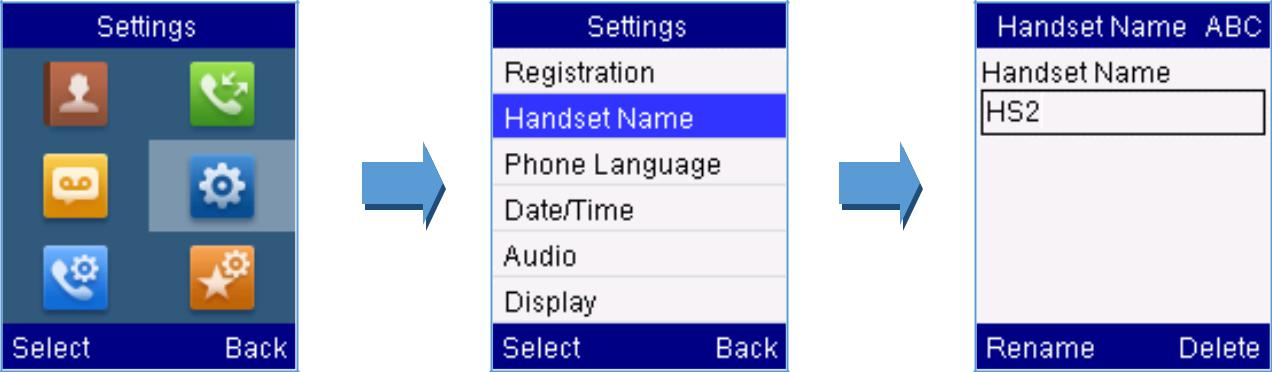 Settings
Select Back
Settings
Registration
Handset Name
Phone Language
Date/Time
Audio
Display
Select Back
Handset Name ABC
Handset Name
HS2
Rename Delete